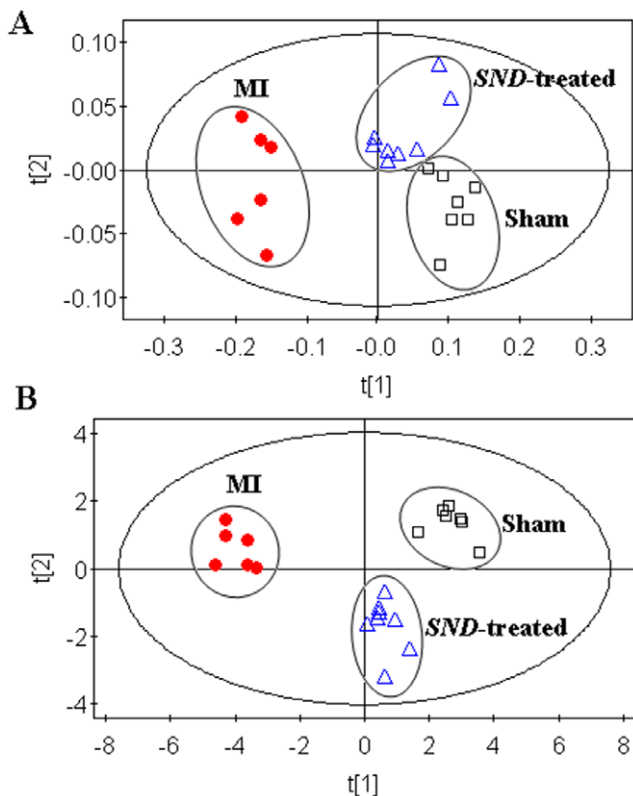 A
SND-treated
MI
Sham
t[2]
0.10
0.05
-0.00
-0.05
-0.10
-0.3 -0.2 -0.1 -0.0 0.1 0.2 0.3
t[1]
B
MI
Sham
SND-treated
t[2]
4
2
0
-2
-4
-8 -6 -4 -2 0 2 4 6 8
t[1]